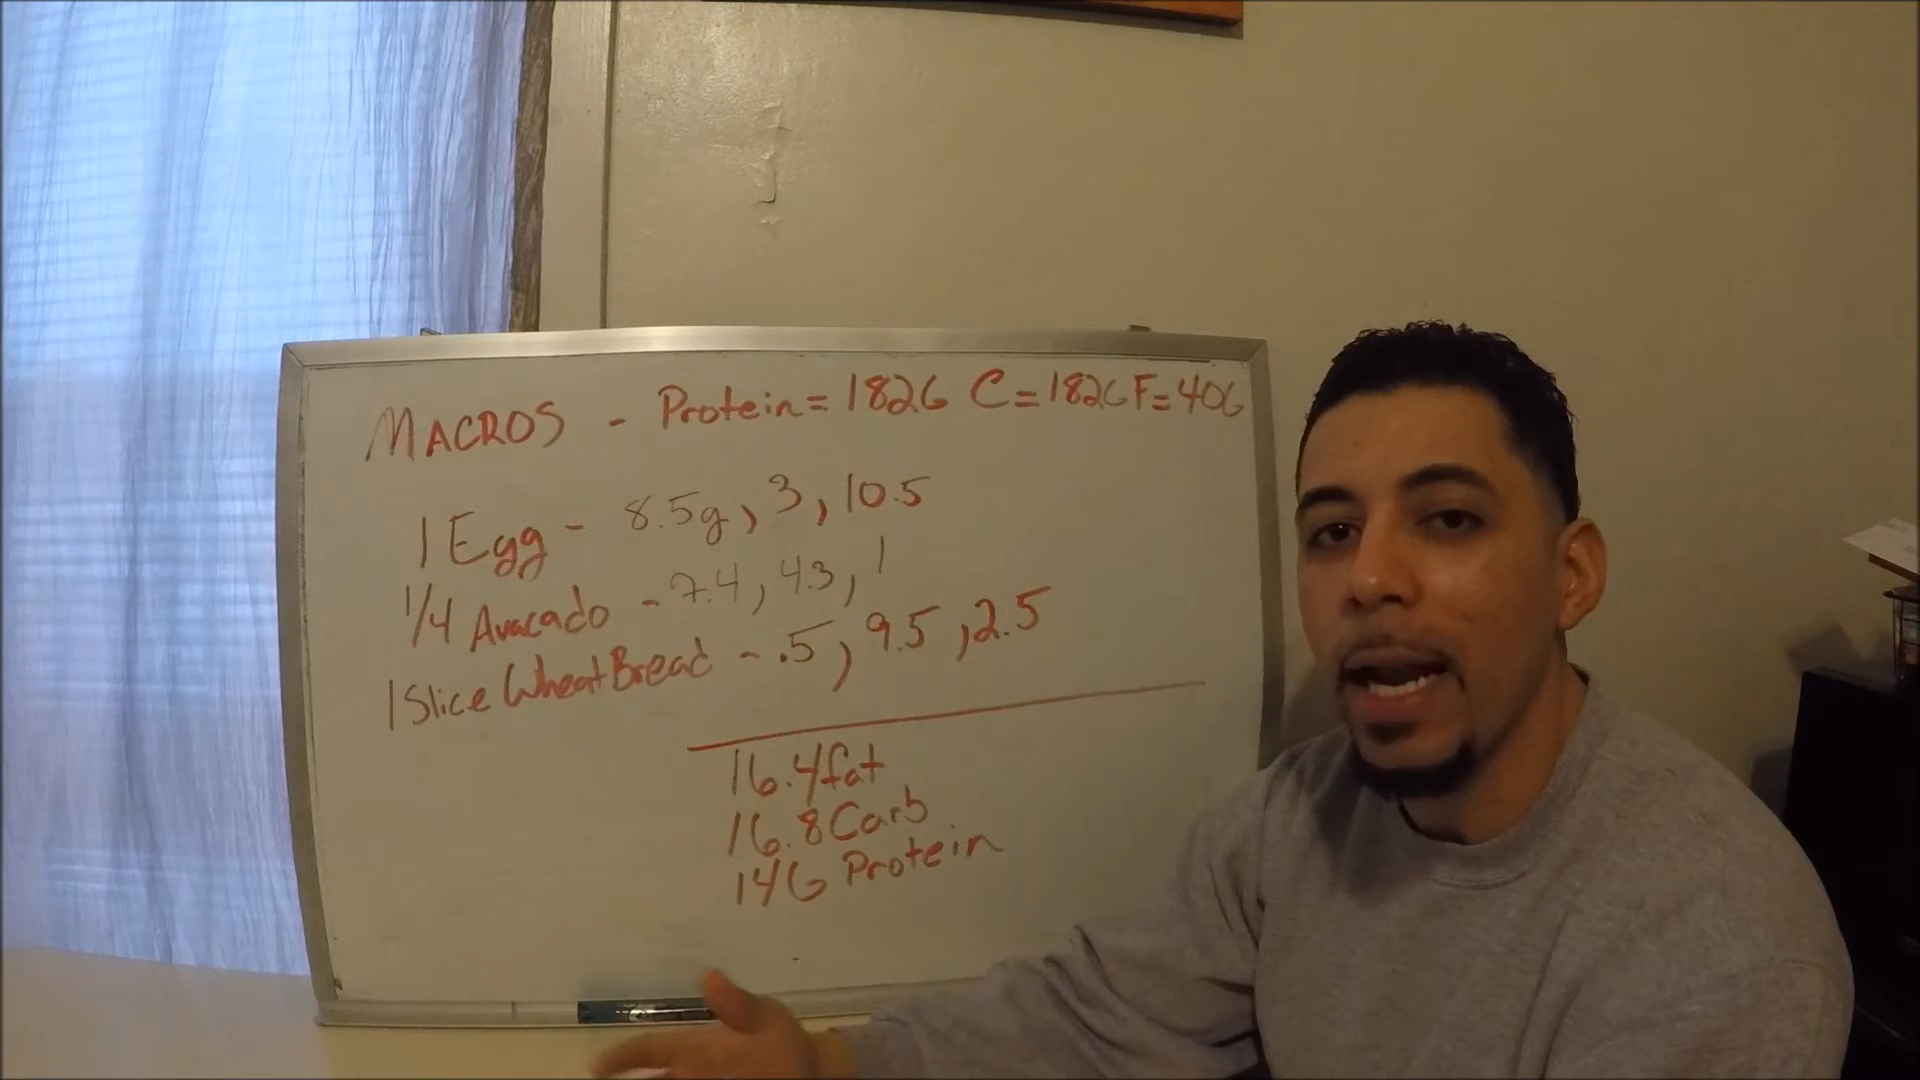 MACROS - Protein = 182G C = 182G F = 40G
1 Egg - 8.5g, 3, 10.5
1/4 Avacado - 7.4, 4.3, 1
1 Slice Wheat Bread - .5, 9.5, 2.5
16.4 fat
16.8 Carb
14G Protein